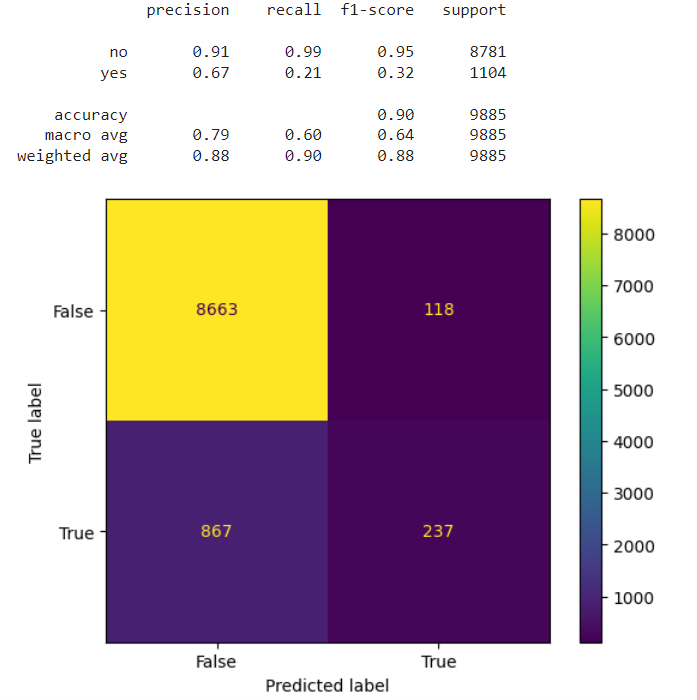 precision recall f1-score support
no 0.91 0.99 0.95 8781
yes 0.67 0.21 0.32 1104
accuracy 0.90 9885
macro avg 0.79 0.60 0.64 9885
weighted avg 0.88 0.90 0.88 9885
8000
7000
6000
5000
4000
3000
2000
1000
True label
False 8663 118
True 867 237
False True
Predicted label